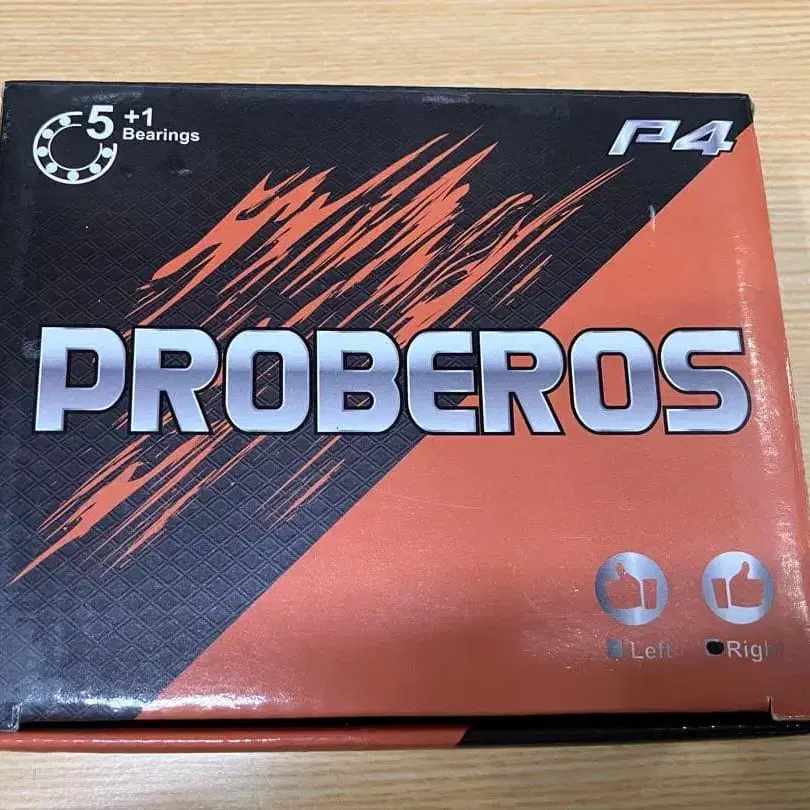 5 +1
Bearings
P4
PROBEROS
Left
Right